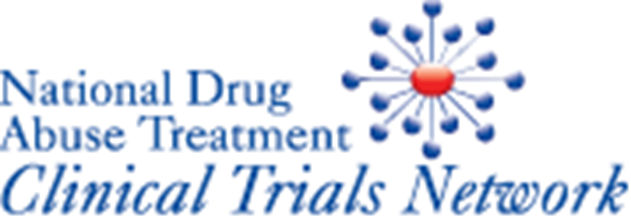 National Drug
Abuse Treatment
Clinical Trials Network